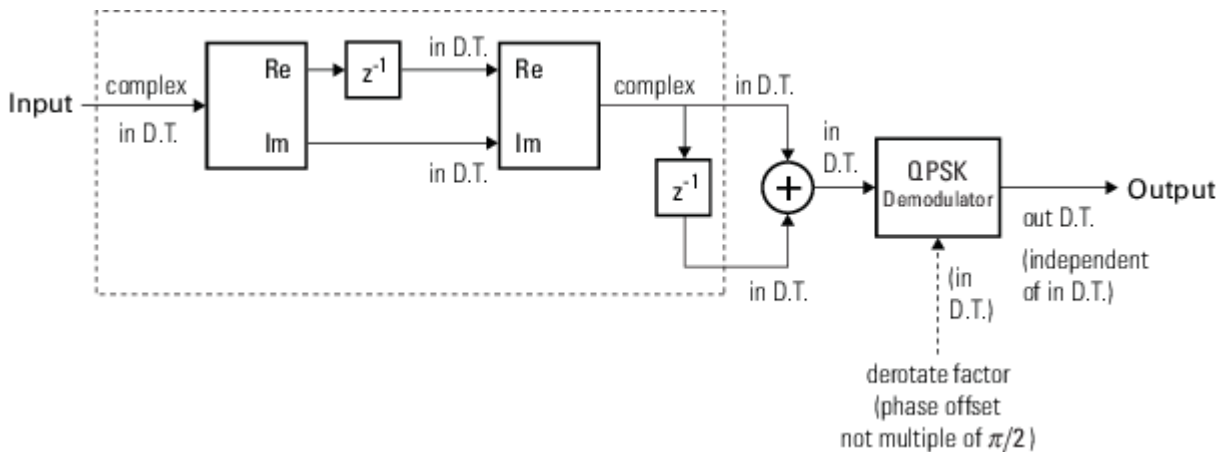 Input
complex
in D.T.
Re
Im
z⁻¹
in D.T.
in D.T.
Re
Im
complex
z⁻¹
in D.T.
in D.T.
+
in
D.T.
QPSK
Demodulator
Output
out D.T.
(independent
of in D.T.)
(in
D.T.)
derotate factor
(phase offset
not multiple of π/2)